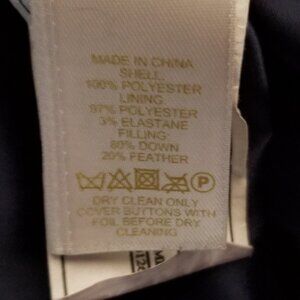 MADE IN CHINA
SHELL:
100% POLYESTER
LINING:
97% POLYESTER
3% ELASTANE
FILLING:
80% DOWN
20% FEATHER
P
DRY CLEAN ONLY
COVER BUTTONS WITH
FOIL BEFORE DRY
CLEANING